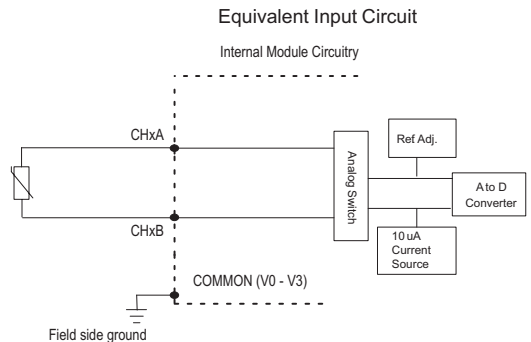 Equivalent Input Circuit
Internal Module Circuitry
CHxA
Ref Adj.
Analog Switch
A to D
Converter
CHxB
10 uA
Current
Source
COMMON (V0 - V3)
Field side ground